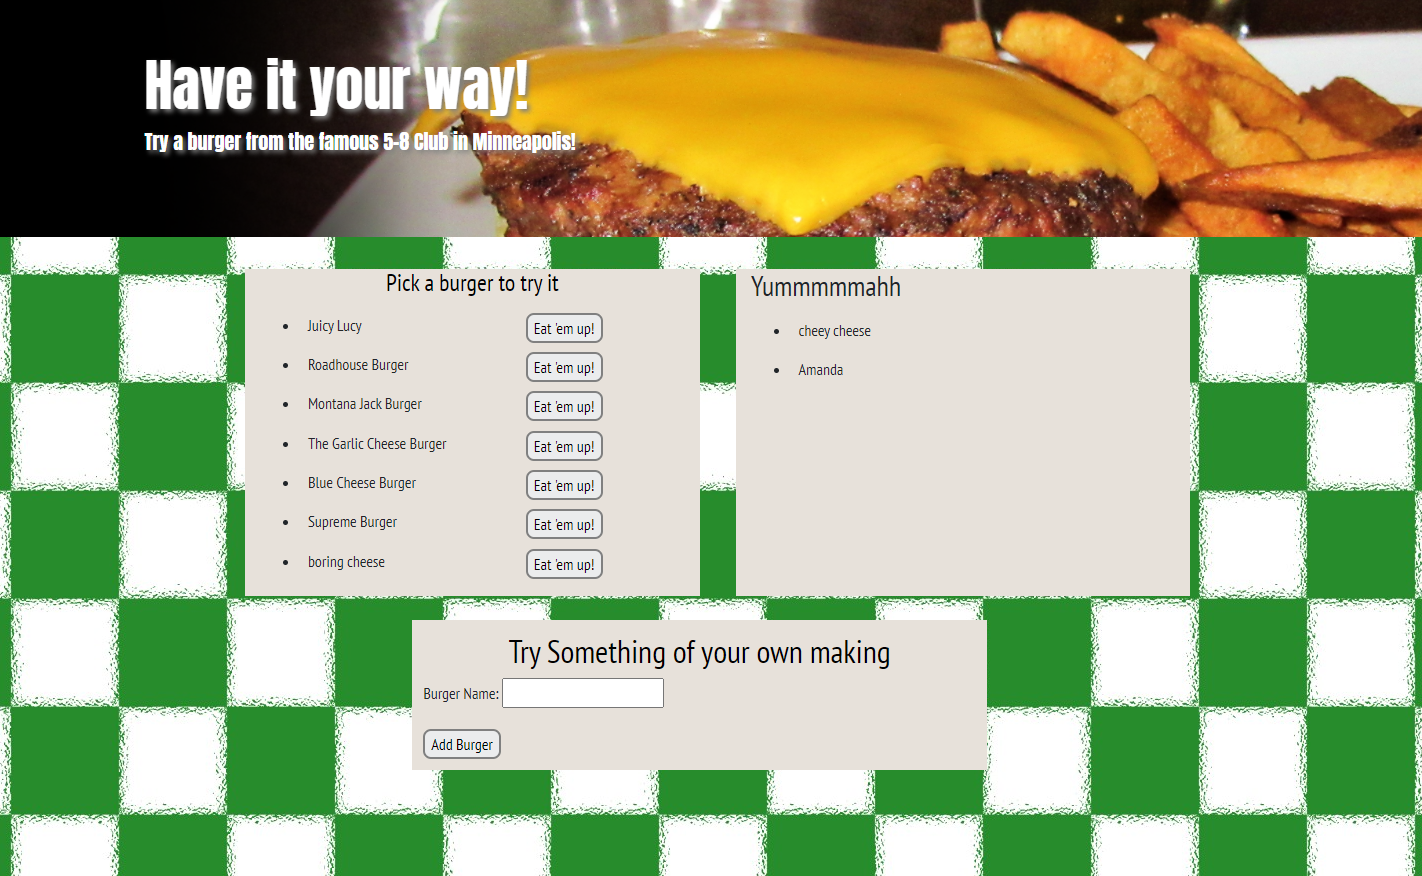 Have it your way!
Try a burger from the famous 5-8 Club in Minneapolis!
Pick a burger to try it
Juicy Lucy Eat 'em up!
Roadhouse Burger Eat 'em up!
Montana Jack Burger Eat 'em up!
The Garlic Cheese Burger Eat 'em up!
Blue Cheese Burger Eat 'em up!
Supreme Burger Eat 'em up!
boring cheese Eat 'em up!
Yummmmmahh
cheey cheese
Amanda
Try Something of your own making
Burger Name:
Add Burger